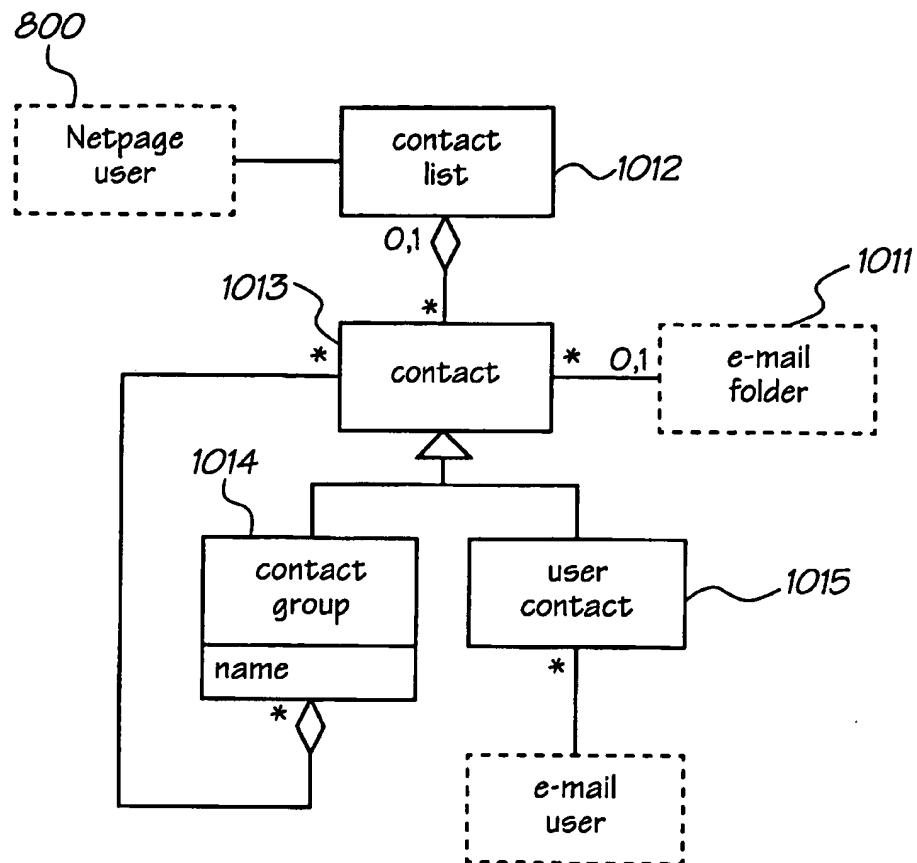 800
Netpage
user
contact
list
1012
0,1
*
1013
1011
*
contact
*
0,1
e-mail
folder
1014
contact
group
name
*
user
contact
1015
*
e-mail
user